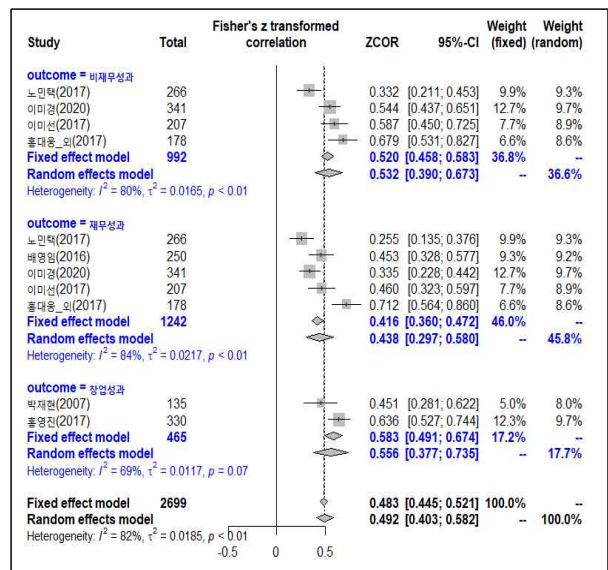 Fisher's z transformed Weight Weight
Study Total correlation ZCOR 95%-CI (fixed) (random)
outcome = 비재무성과
노민택(2017) 266 0.332 [0.211; 0.453] 9.9% 9.3%
이미경(2020) 341 0.544 [0.437; 0.651] 12.7% 9.7%
이미선(2017) 207 0.587 [0.450; 0.725] 7.7% 8.9%
홍대웅_외(2017) 178 0.679 [0.531; 0.827] 6.6% 8.6%
Fixed effect model 992 0.520 [0.458; 0.583] 36.8% --
Random effects model 0.532 [0.390; 0.673] -- 36.6%
Heterogeneity: I² = 80%, τ² = 0.0165, p < 0.01
outcome = 재무성과
노민택(2017) 266 0.255 [0.135; 0.376] 9.9% 9.3%
배영임(2016) 250 0.453 [0.328; 0.577] 9.3% 9.2%
이미경(2020) 341 0.335 [0.228; 0.442] 12.7% 9.7%
이미선(2017) 207 0.460 [0.323; 0.597] 7.7% 8.9%
홍대웅_외(2017) 178 0.712 [0.564; 0.860] 6.6% 8.6%
Fixed effect model 1242 0.416 [0.360; 0.472] 46.0% --
Random effects model 0.438 [0.297; 0.580] -- 45.8%
Heterogeneity: I² = 84%, τ² = 0.0217, p < 0.01
outcome = 창업성과
박재현(2007) 135 0.451 [0.281; 0.622] 5.0% 8.0%
홍영진(2017) 330 0.636 [0.527; 0.744] 12.3% 9.7%
Fixed effect model 465 0.583 [0.491; 0.674] 17.2% --
Random effects model 0.556 [0.377; 0.735] -- 17.7%
Heterogeneity: I² = 69%, τ² = 0.0117, p = 0.07
Fixed effect model 2699 0.483 [0.445; 0.521] 100.0% --
Random effects model 0.492 [0.403; 0.582] -- 100.0%
Heterogeneity: I² = 82%, τ² = 0.0185, p < 0.01
-0.5 0 0.5